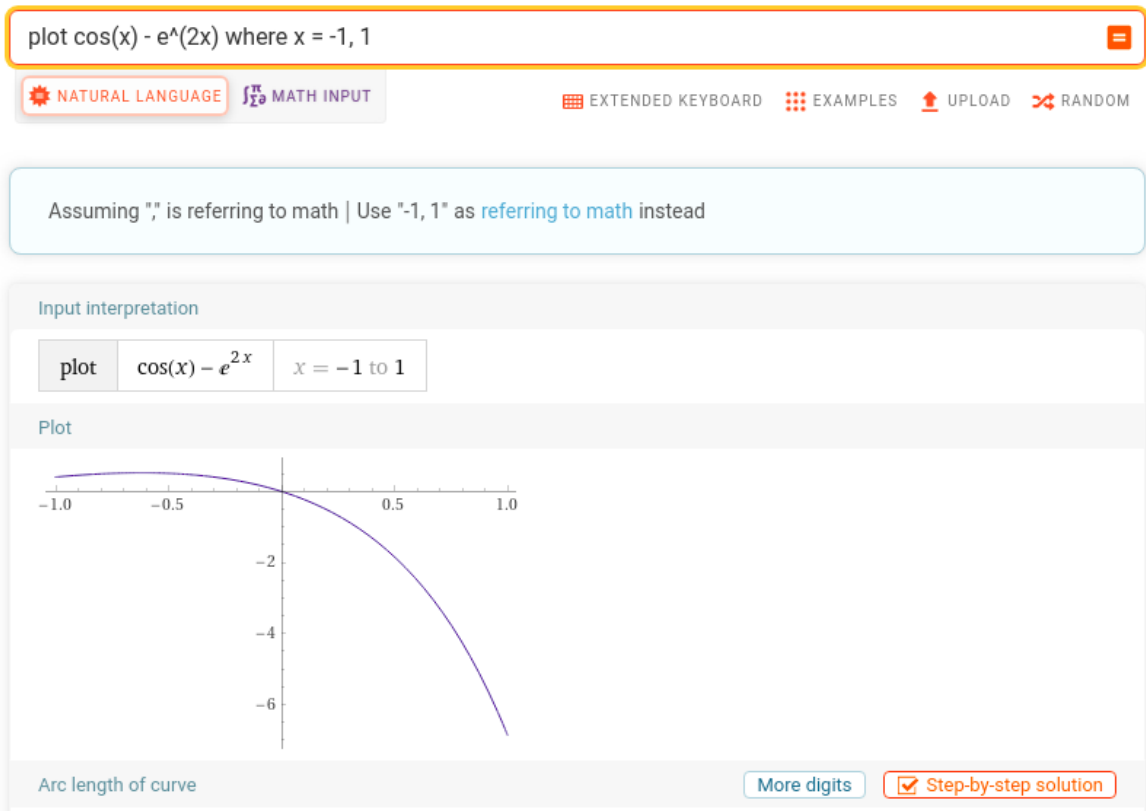 plot cos(x) - e^(2x) where x = -1, 1
=
NATURAL LANGUAGE ∫Σ∂π MATH INPUT EXTENDED KEYBOARD EXAMPLES UPLOAD RANDOM
Assuming "," is referring to math | Use "-1, 1" as referring to math instead
Input interpretation
plot cos(x) − e^(2 x) x = −1 to 1
Plot
−1.0 −0.5 0.5 1.0
−2
−4
−6
Arc length of curve More digits Step-by-step solution